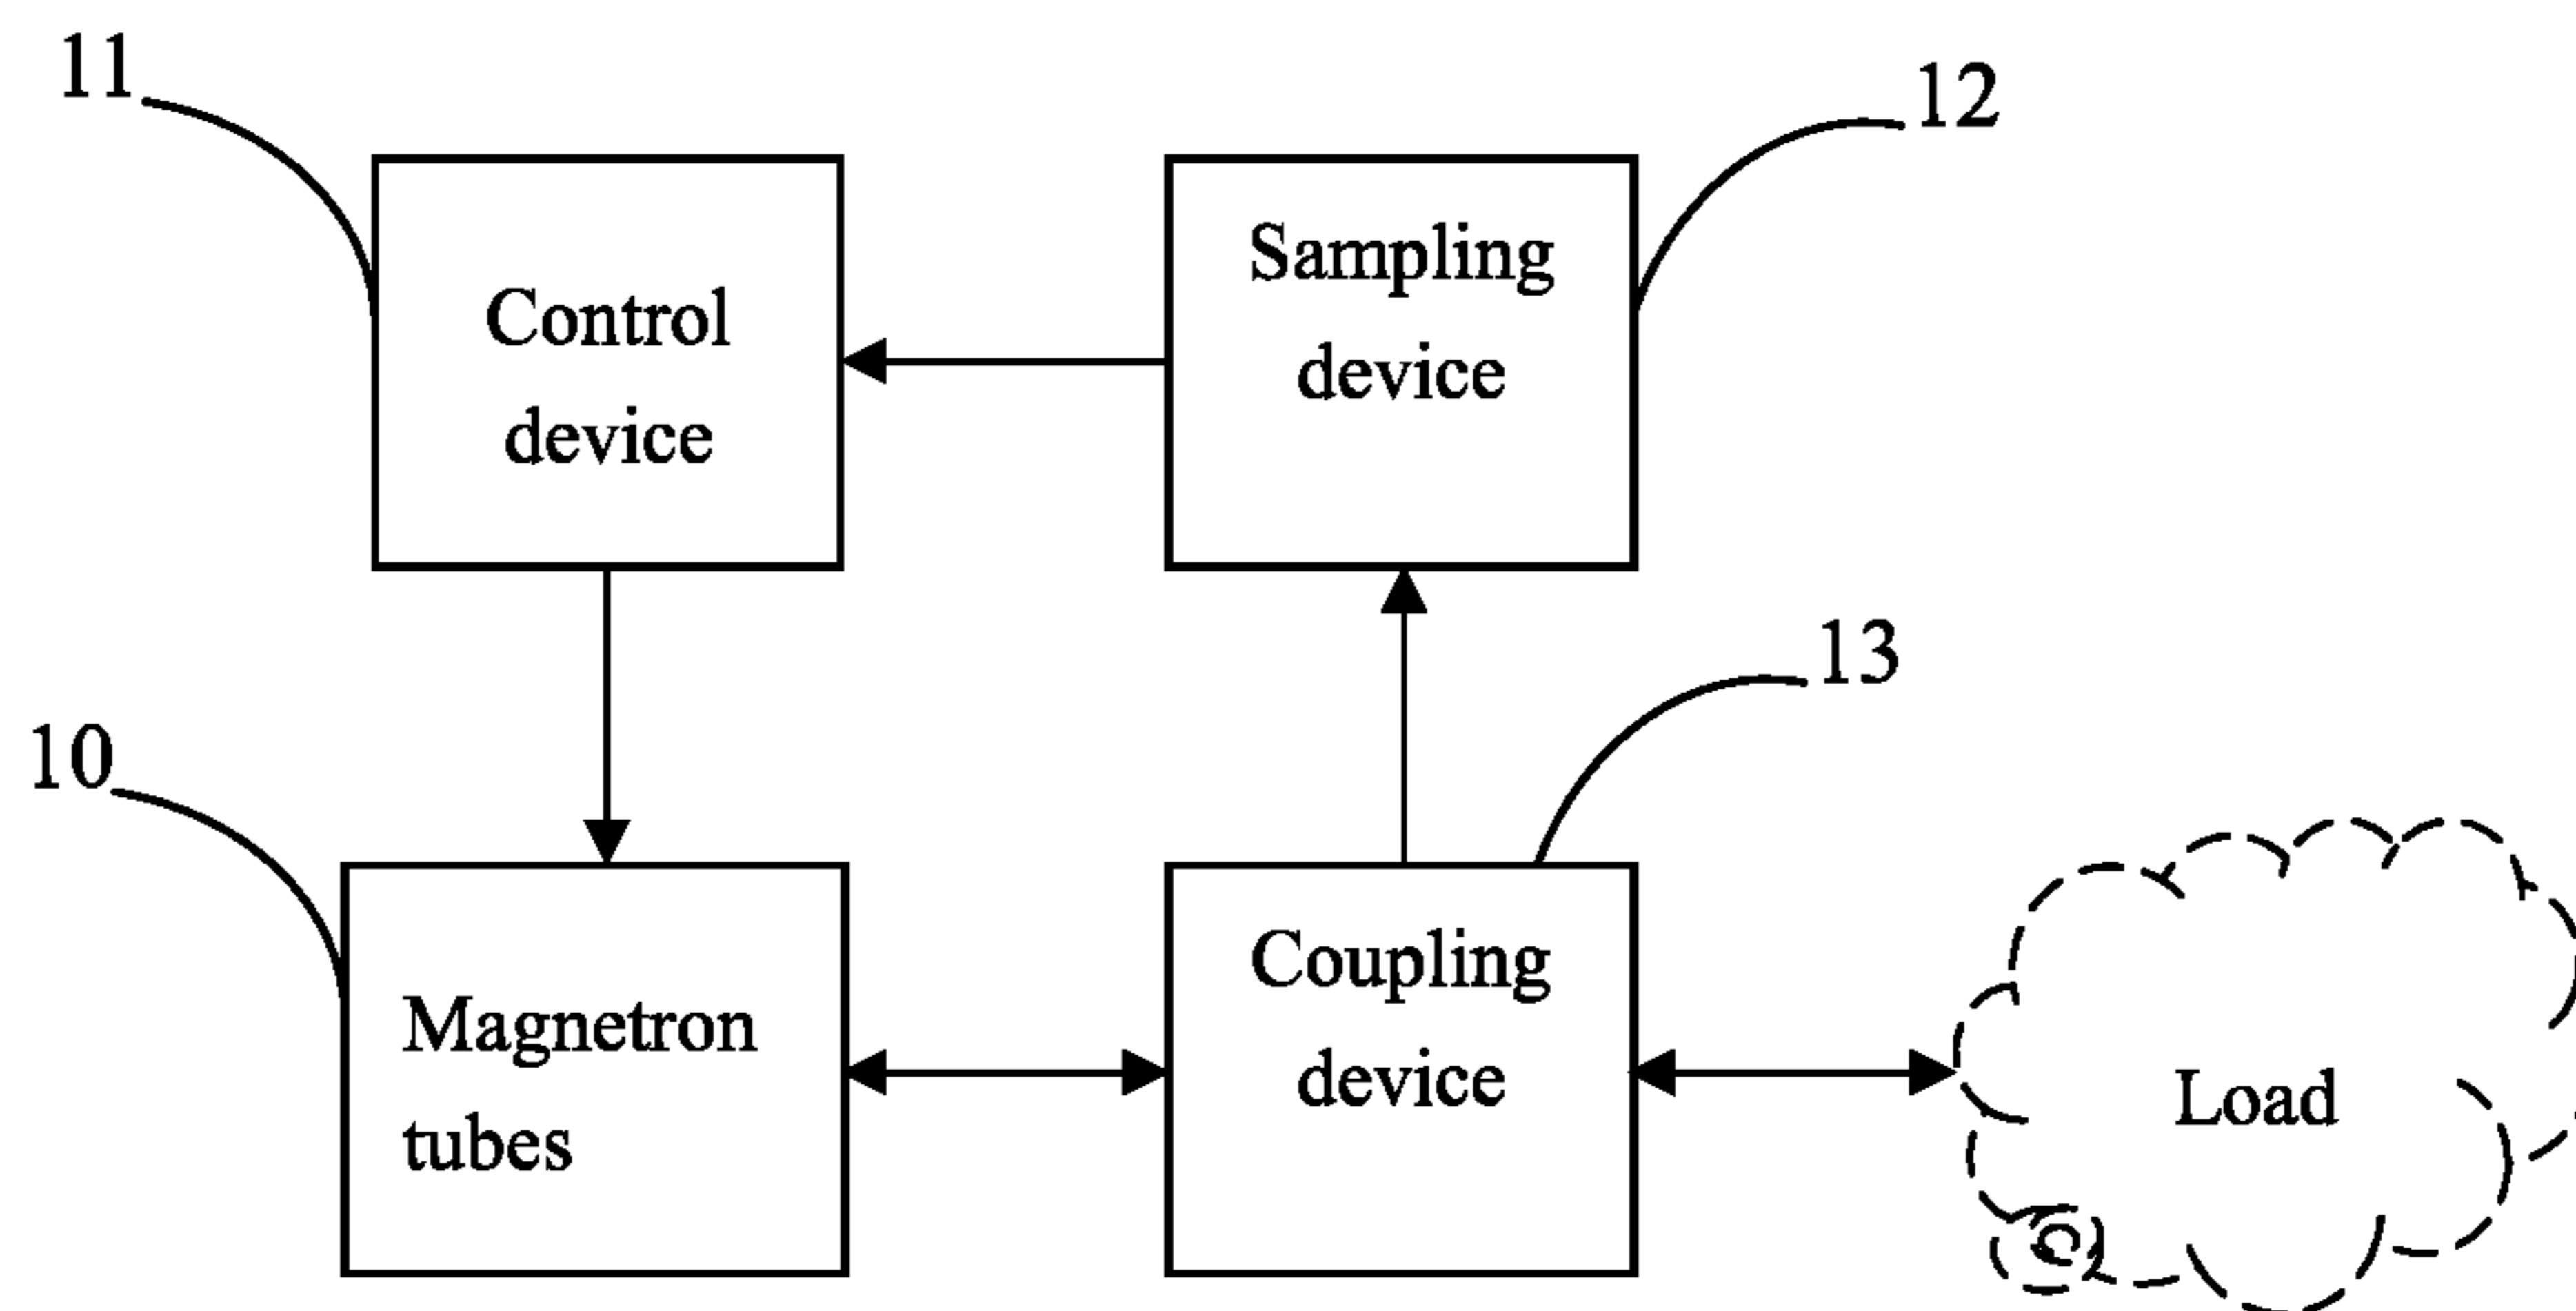 11
12
Control
device
Sampling
device
13
10
Magnetron
tubes
Coupling
device
Load